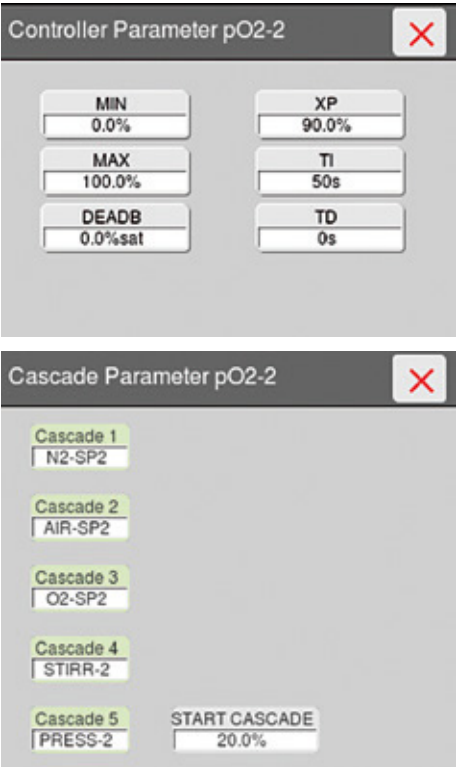 Controller Parameter pO2-2
MIN
0.0%
XP
90.0%
MAX
100.0%
TI
50s
DEADB
0.0%sat
TD
0s
Cascade Parameter pO2-2
Cascade 1
N2-SP2
Cascade 2
AIR-SP2
Cascade 3
O2-SP2
Cascade 4
STIRR-2
Cascade 5
PRESS-2
START CASCADE
20.0%